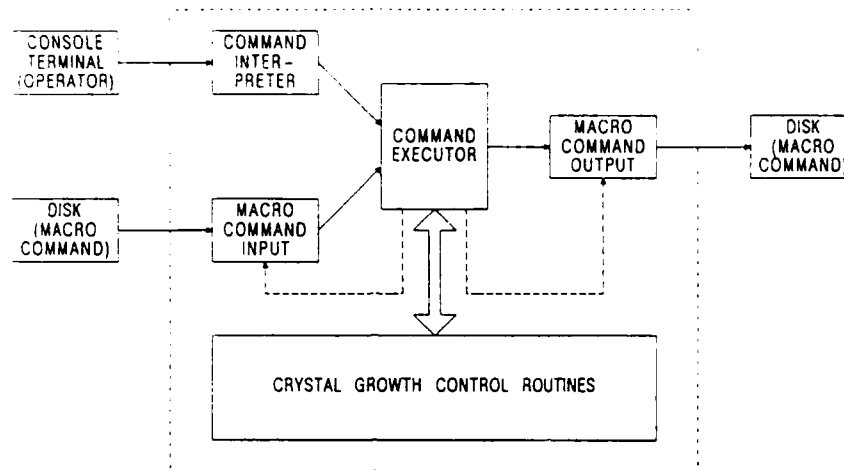 CONSOLE
TERMINAL
(OPERATOR)
COMMAND
INTER-
PRETER
COMMAND
EXECUTOR
MACRO
COMMAND
OUTPUT
DISK
(MACRO
COMMAND)
DISK
(MACRO
COMMAND)
MACRO
COMMAND
INPUT
CRYSTAL GROWTH CONTROL ROUTINES